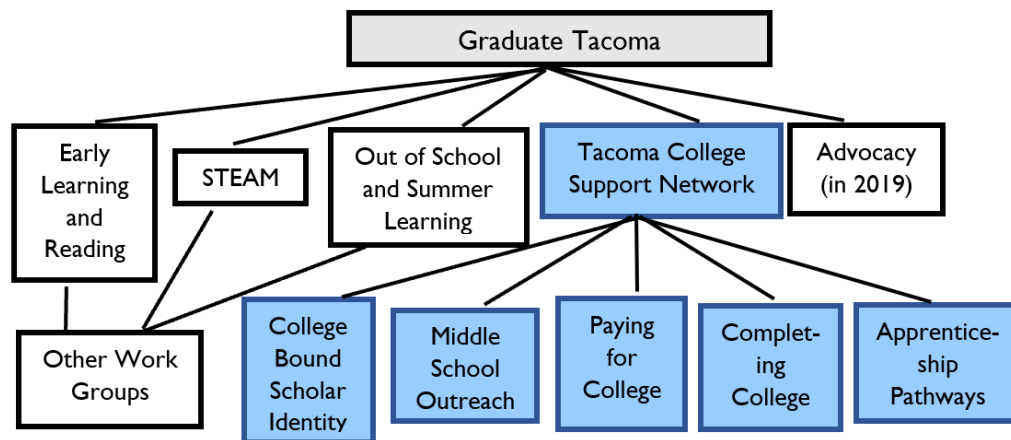 Graduate Tacoma
Early
Learning
and
Reading
STEAM
Out of School
and Summer
Learning
Tacoma College
Support Network
Advocacy
(in 2019)
Other Work
Groups
College
Bound
Scholar
Identity
Middle
School
Outreach
Paying
for
College
Complet-
ing
College
Apprentice-
ship
Pathways